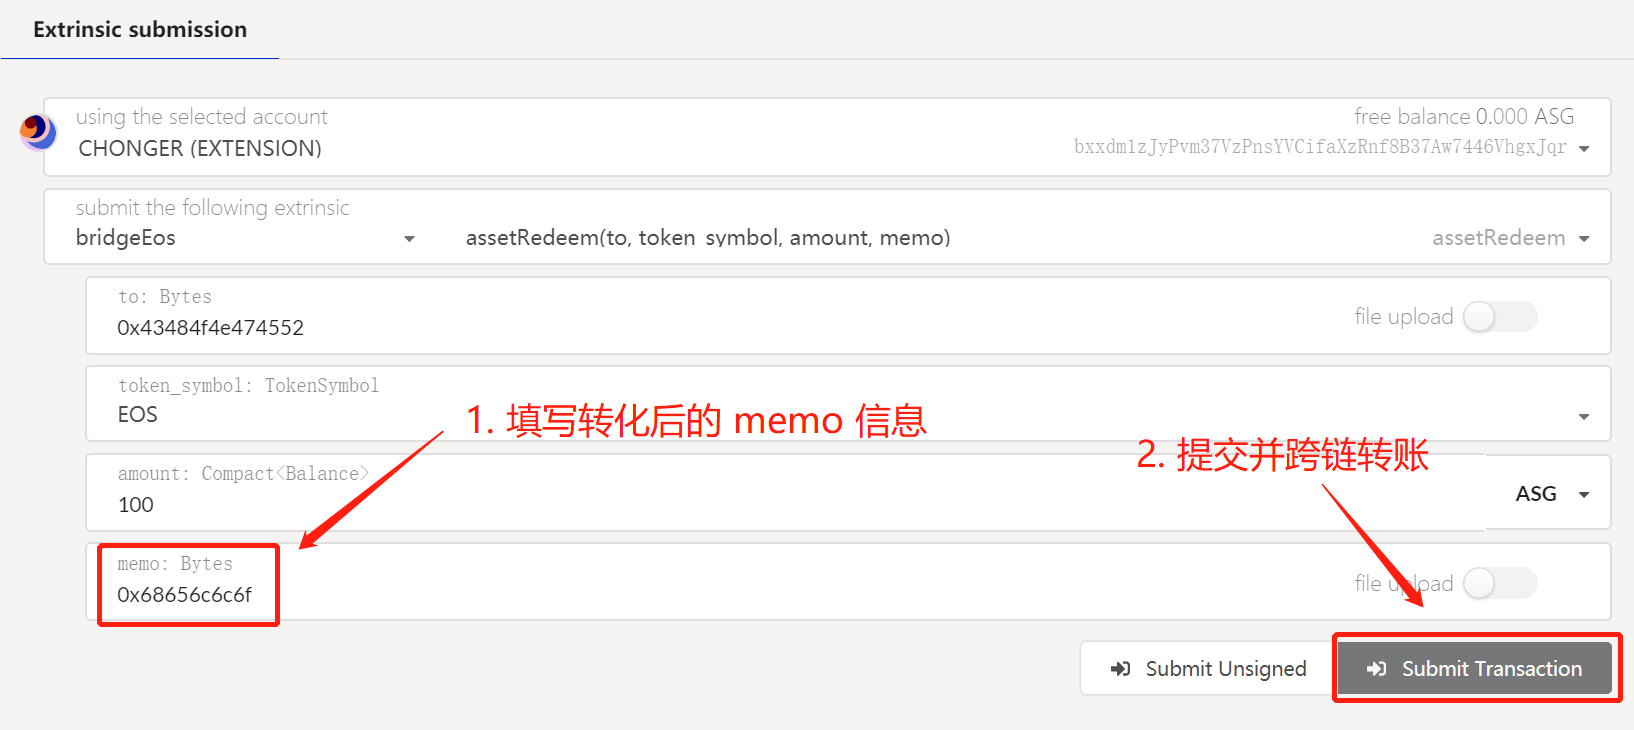 Extrinsic submission
using the selected account
free balance 0.000 ASG
CHONGER (EXTENSION)
bxxdm1zJyPvm37VzPnsYVCifaXzRnf8B37Aw7446VhgxJqr
submit the following extrinsic
bridgeEos
assetRedeem(to, token_symbol, amount, memo)
assetRedeem
to: Bytes
0x43484f4e474552
file upload
token_symbol: TokenSymbol
EOS
1. 填写转化后的 memo 信息
2. 提交并跨链转账
amount: Compact<Balance>
100
ASG
memo: Bytes
0x68656c6c6f
file upload
Submit Unsigned
Submit Transaction